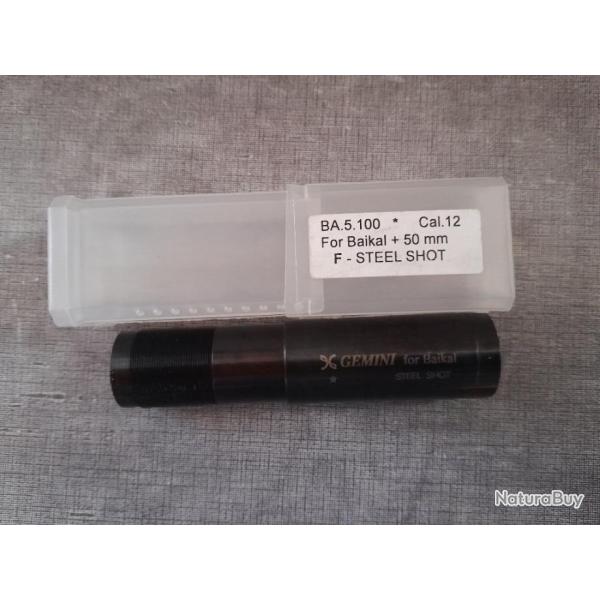 BA.5.100 * Cal.12
For Baikal + 50 mm
F - STEEL SHOT
GEMINI for Baikal
* STEEL SHOT
NaturaBuy